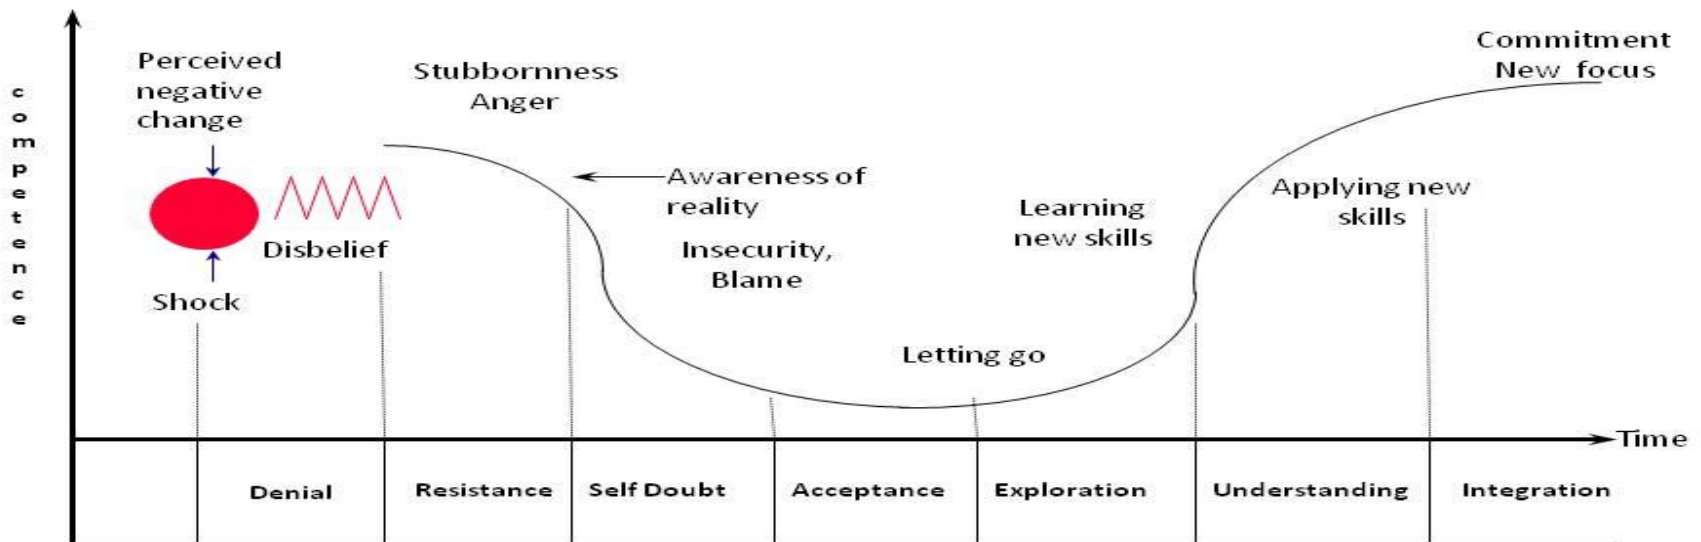 competence
Perceived
negative
change
Shock
Disbelief
Stubbornness
Anger
Awareness of
reality
Insecurity,
Blame
Letting go
Learning
new skills
Applying new
skills
Commitment
New focus
Time
Denial
Resistance
Self Doubt
Acceptance
Exploration
Understanding
Integration